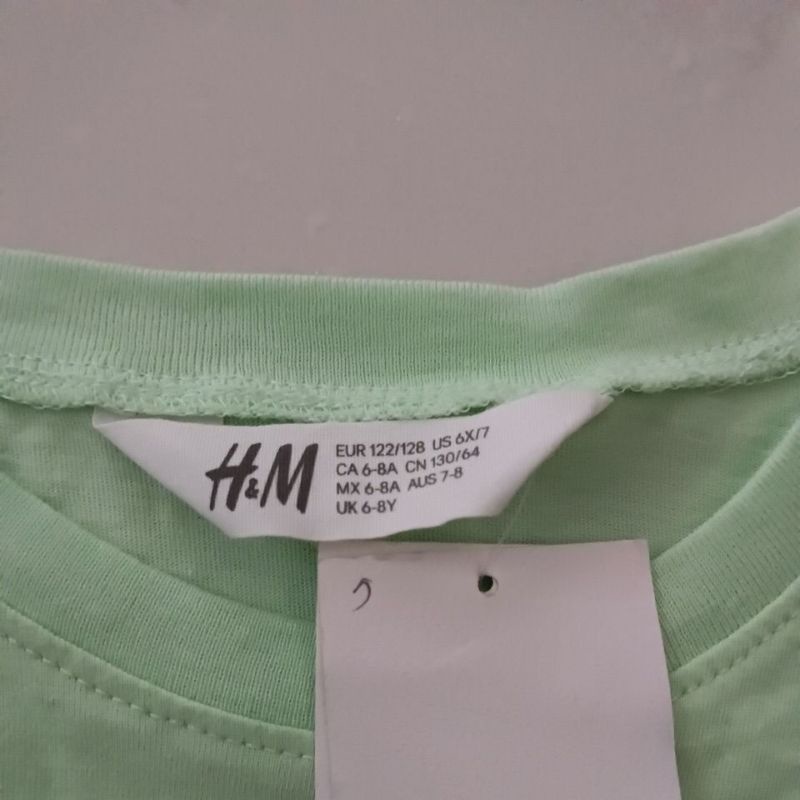 H&M
EUR 122/128 US 6X/7
CA 6-8A CN 130/64
MX 6-8A AUS 7-8
UK 6-8Y